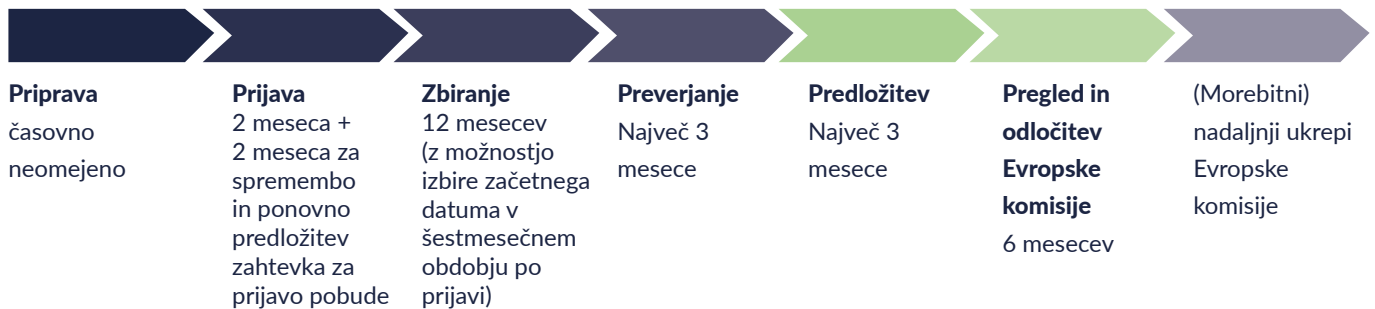 Priprava
časovno
neomejeno
Prijava
2 meseca +
2 meseca za
spremembo
in ponovno
predložitev
zahtevka za
prijavo pobude
Zbiranje
12 mesecev
(z možnostjo
izbire začetnega
datuma v
šestmesečnem
obdobju po
prijavi)
Preverjanje
Največ 3
mesece
Predložitev
Največ 3
mesece
Pregled in
odločitev
Evropske
komisije
6 mesecev
(Morebitni)
nadaljnji ukrepi
Evropske
komisije